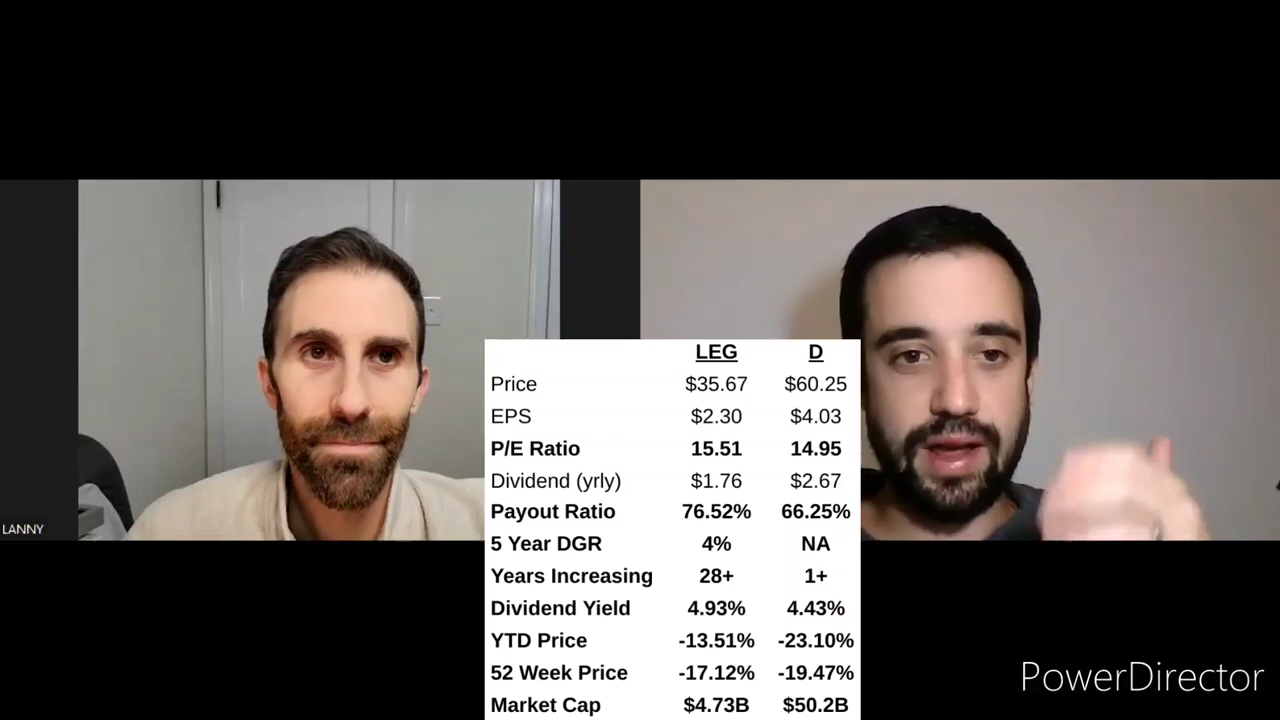 LANNY
LEG D
Price $35.67 $60.25
EPS $2.30 $4.03
P/E Ratio 15.51 14.95
Dividend (yrly) $1.76 $2.67
Payout Ratio 76.52% 66.25%
5 Year DGR 4% NA
Years Increasing 28+ 1+
Dividend Yield 4.93% 4.43%
YTD Price -13.51% -23.10%
52 Week Price -17.12% -19.47%
Market Cap $4.73B $50.2B
PowerDirector